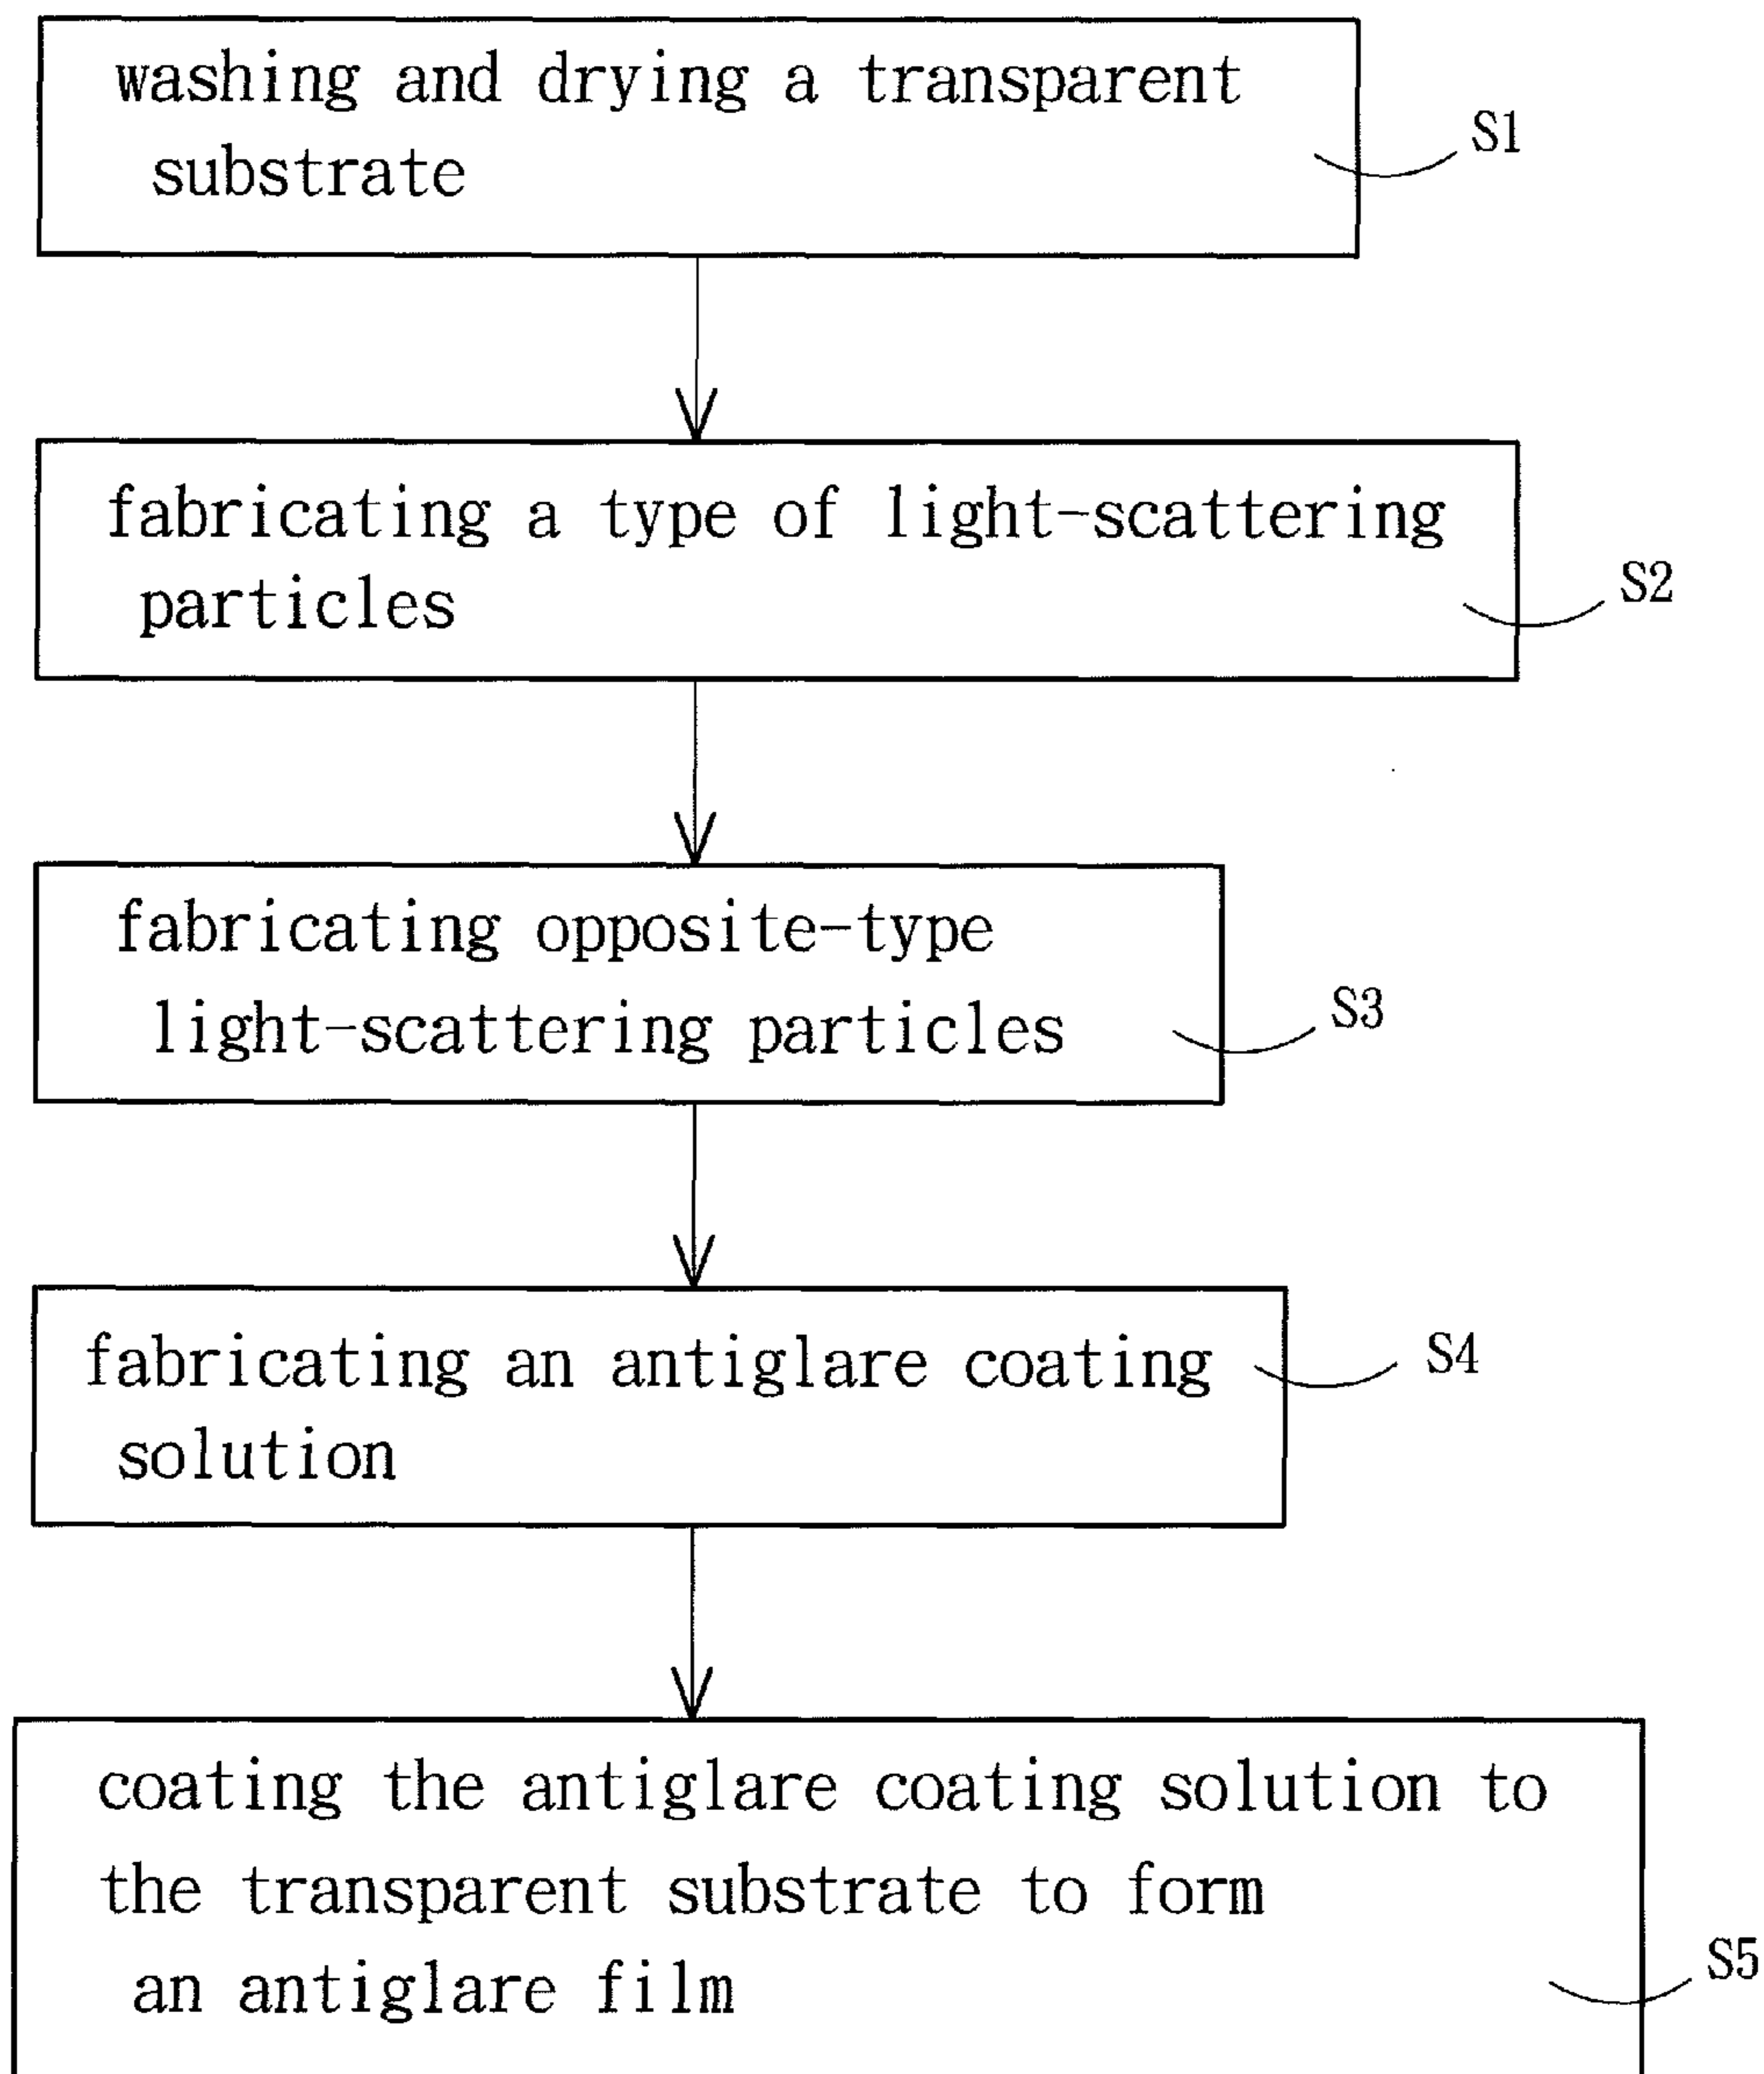 washing and drying a transparent
substrate
S1
fabricating a type of light-scattering
particles
S2
fabricating opposite-type
light-scattering particles
S3
fabricating an antiglare coating
solution
S4
coating the antiglare coating solution to
the transparent substrate to form
an antiglare film
S5